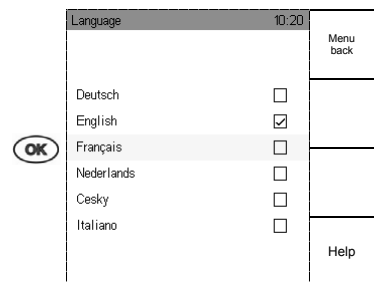 Language 10:20
Menu
back
Deutsch
English
OK
Français
Nederlands
Cesky
Italiano
Help